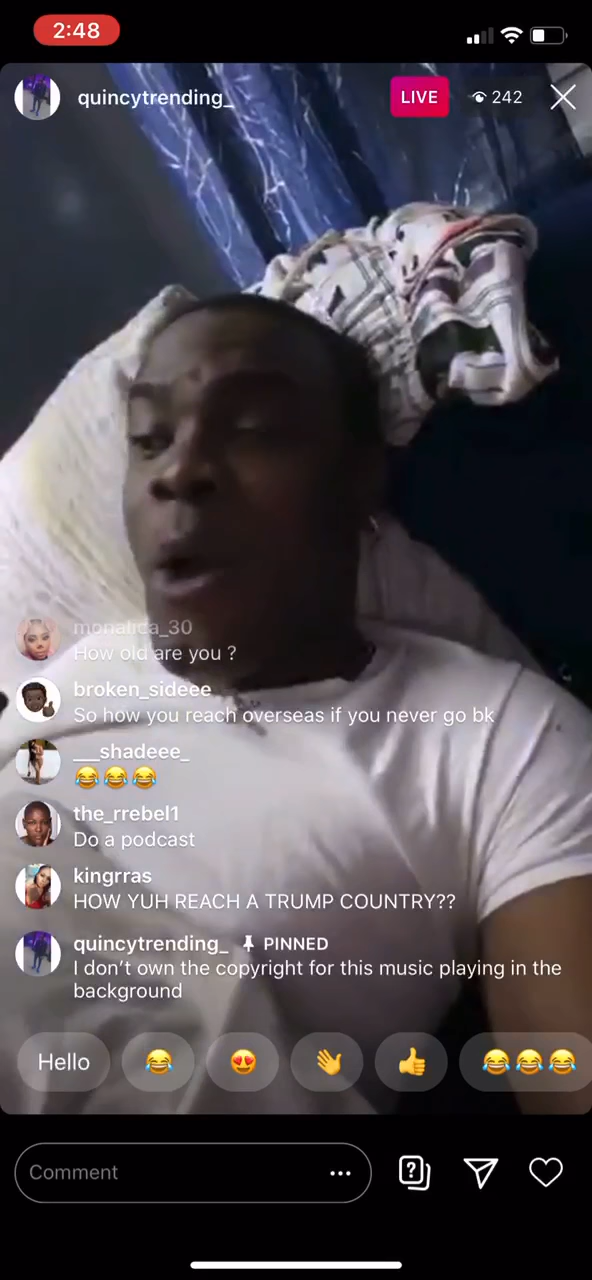 2:48
quincytrending_
LIVE
242
monalica_30
How old are you ?
broken_sideee
So how you reach overseas if you never go bk
___shadeee_
😂😂😂
the_rrebel1
Do a podcast
kingrras
HOW YUH REACH A TRUMP COUNTRY??
quincytrending_ PINNED
I don't own the copyright for this music playing in the
background
Hello 😂 😍 👋 👍 😂😂😂
Comment